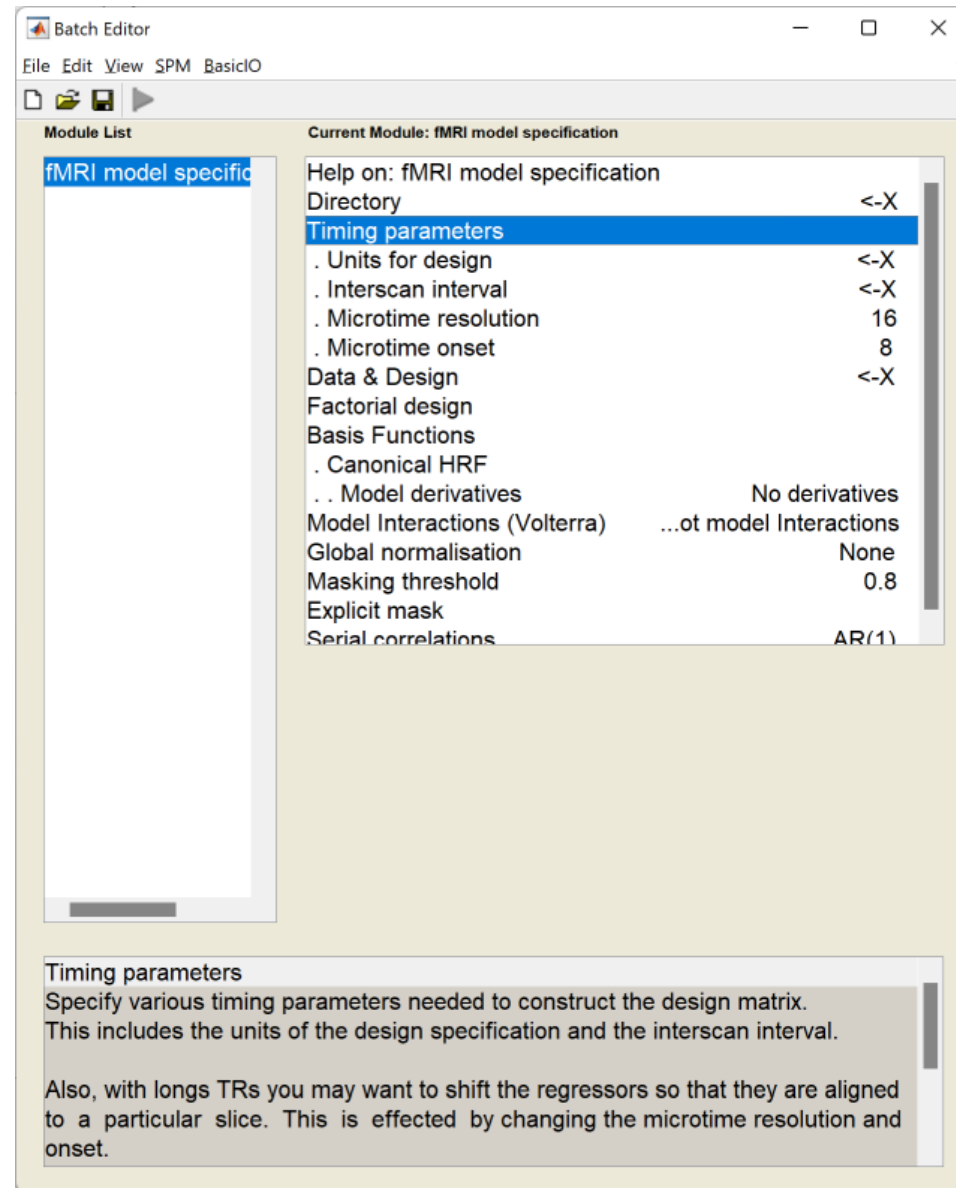 Batch Editor
File Edit View SPM BasicIO
Module List
Current Module: fMRI model specification
fMRI model specific
Help on: fMRI model specification
Directory <-X
Timing parameters
. Units for design <-X
. Interscan interval <-X
. Microtime resolution 16
. Microtime onset 8
Data & Design <-X
Factorial design
Basis Functions
. Canonical HRF
. . Model derivatives No derivatives
Model Interactions (Volterra) ...ot model Interactions
Global normalisation None
Masking threshold 0.8
Explicit mask
Serial correlations AR(1)
Timing parameters
Specify various timing parameters needed to construct the design matrix.
This includes the units of the design specification and the interscan interval.
Also, with longs TRs you may want to shift the regressors so that they are aligned
to a particular slice. This is effected by changing the microtime resolution and
onset.